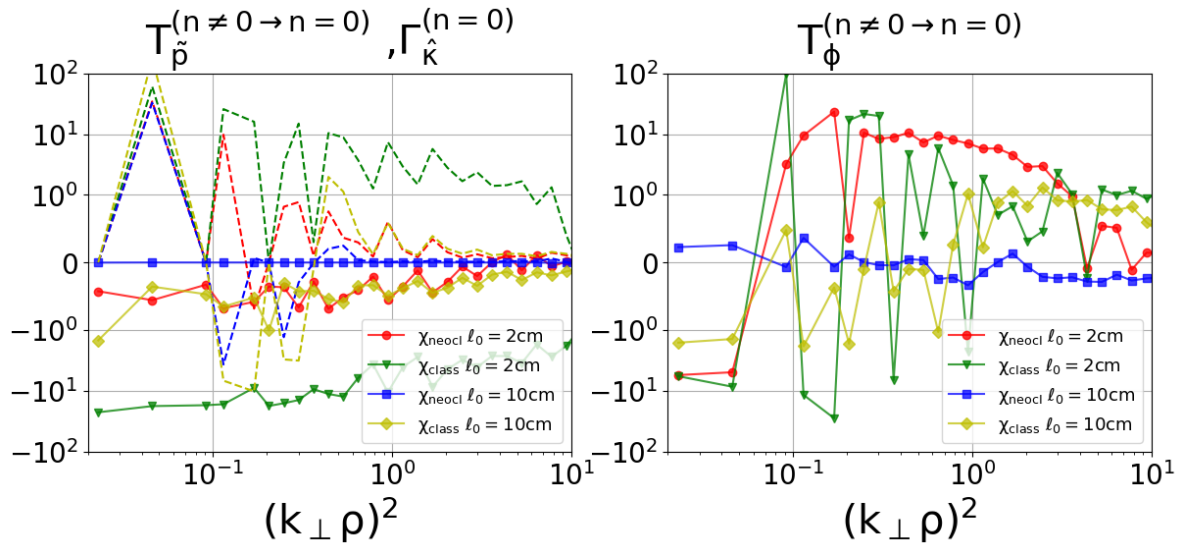 T_p̃^(n ≠ 0 → n = 0) , Γ_κ̂^(n = 0)
10^2
10^1
10^0
0
−10^0
−10^1
−10^2
χ_neocl ℓ_0 = 2cm
χ_class ℓ_0 = 2cm
χ_neocl ℓ_0 = 10cm
χ_class ℓ_0 = 10cm
10^−1 10^0 10^1
(k_⊥ ρ)^2
T_ϕ^(n ≠ 0 → n = 0)
10^2
10^1
10^0
0
−10^0
−10^1
−10^2
χ_neocl ℓ_0 = 2cm
χ_class ℓ_0 = 2cm
χ_neocl ℓ_0 = 10cm
χ_class ℓ_0 = 10cm
10^−1 10^0 10^1
(k_⊥ ρ)^2